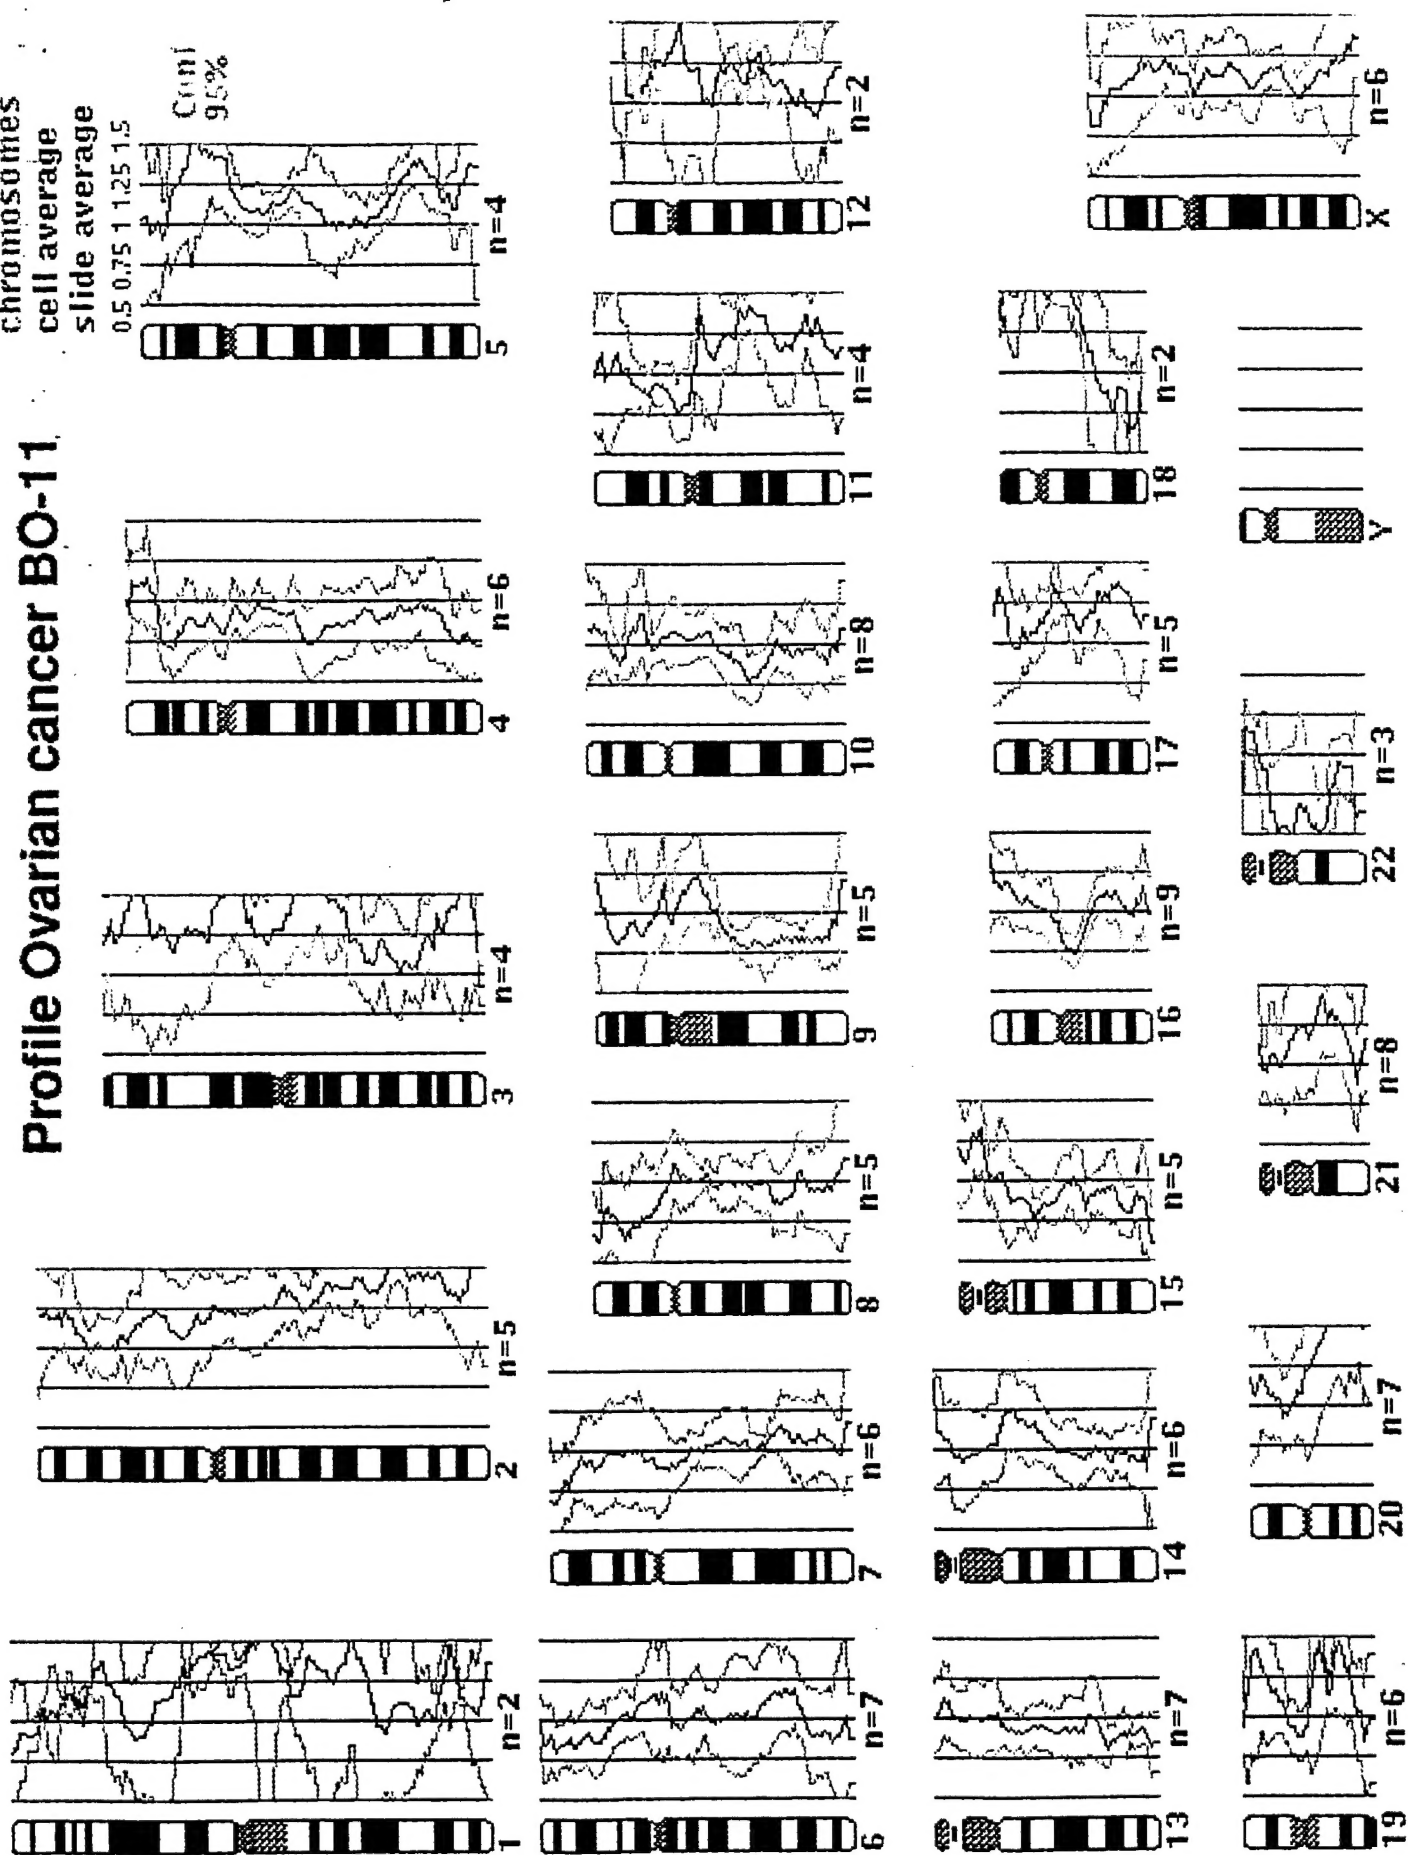 Profile Ovarian cancer BO-11
chromosomes
cell average
slide average
0.5 0.75 1 1.25 1.5
95%
1
n=2
2
n=5
3
n=4
4
n=6
5
n=4
6
n=7
7
n=6
8
n=5
9
n=5
10
n=8
11
n=4
12
n=2
13
n=7
14
n=6
15
n=5
16
n=9
17
n=5
18
n=2
19
n=6
20
n=7
21
n=8
22
n=3
Y
X
n=6